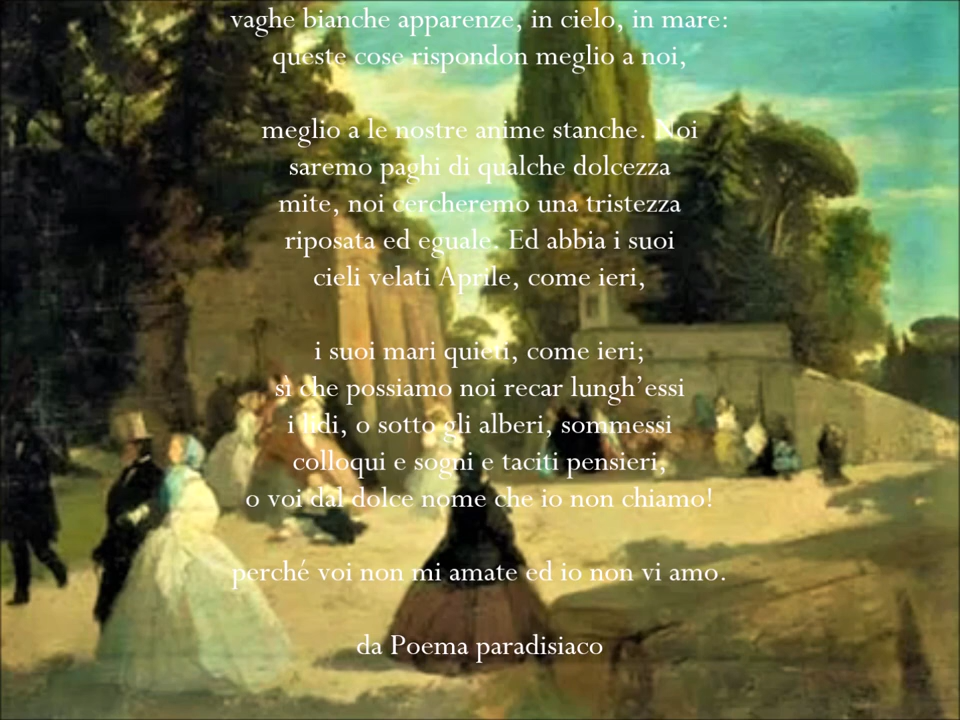 vaghe bianche apparenze, in cielo, in mare:
queste cose rispondon meglio a noi,
meglio a le nostre anime stanche. Noi
saremo paghi di qualche dolcezza
mite, noi cercheremo una tristezza
riposata ed eguale. Ed abbia i suoi
cieli velati Aprile, come ieri,
i suoi mari quieti, come ieri;
sì che possiamo noi recar lungh’essi
i lidi, o sotto gli alberi, sommessi
colloqui e sogni e taciti pensieri,
o voi dal dolce nome che io non chiamo!
perché voi non mi amate ed io non vi amo.
da Poema paradisiaco